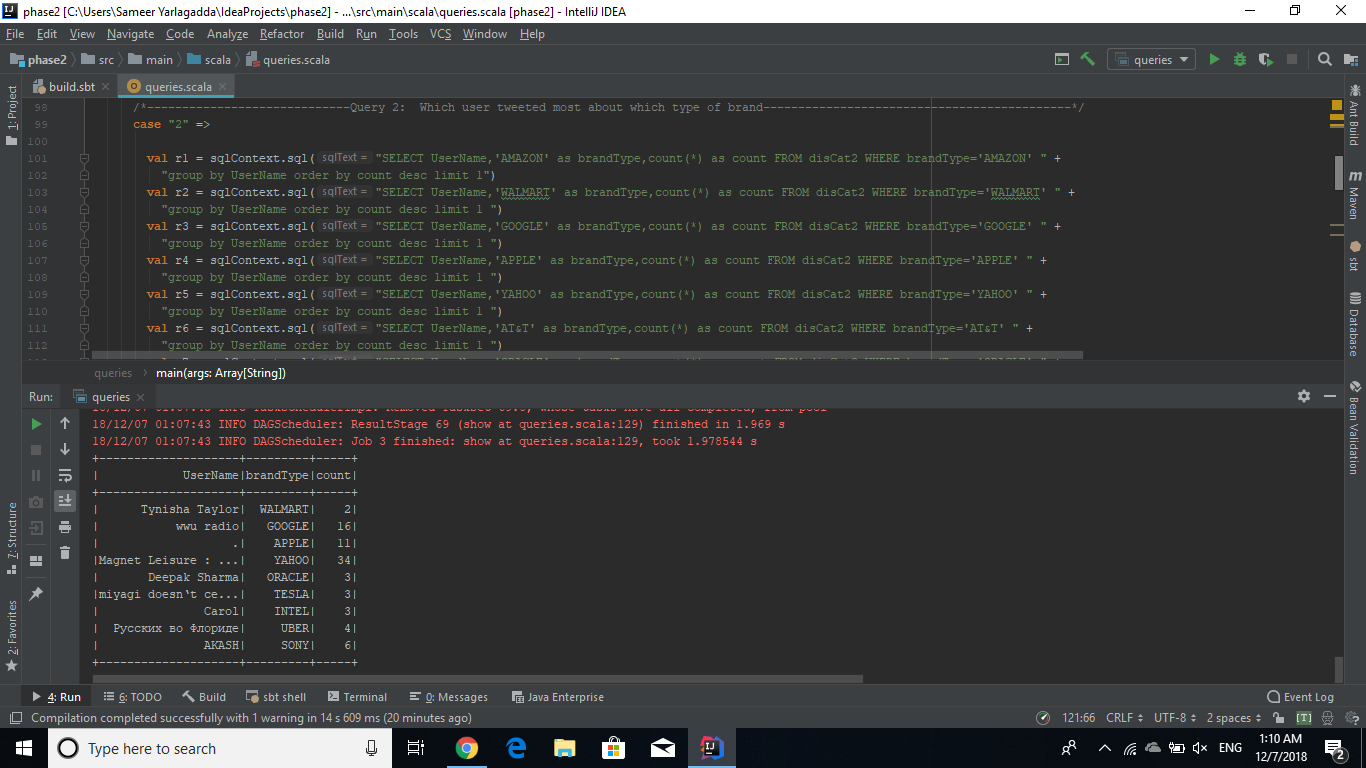 phase2 [C:\Users\Sameer Yarlagadda\IdeaProjects\phase2] - ...\src\main\scala\queries.scala [phase2] - IntelliJ IDEA
File Edit View Navigate Code Analyze Refactor Build Run Tools VCS Window Help
phase2 src main scala queries.scala queries
build.sbt queries.scala
1: Project
7: Structure
2: Favorites
Ant Build
Maven
sbt
Database
Bean Validation
98 /*-----------------------------Query 2: Which user tweeted most about which type of brand--------------------------------------------*/
99 case "2" =>
100
101 val r1 = sqlContext.sql( sqlText = "SELECT UserName,'AMAZON' as brandType,count(*) as count FROM disCat2 WHERE brandType='AMAZON' " +
102 "group by UserName order by count desc limit 1")
103 val r2 = sqlContext.sql( sqlText = "SELECT UserName,'WALMART' as brandType,count(*) as count FROM disCat2 WHERE brandType='WALMART' " +
104 "group by UserName order by count desc limit 1 ")
105 val r3 = sqlContext.sql( sqlText = "SELECT UserName,'GOOGLE' as brandType,count(*) as count FROM disCat2 WHERE brandType='GOOGLE' " +
106 "group by UserName order by count desc limit 1 ")
107 val r4 = sqlContext.sql( sqlText = "SELECT UserName,'APPLE' as brandType,count(*) as count FROM disCat2 WHERE brandType='APPLE' " +
108 "group by UserName order by count desc limit 1 ")
109 val r5 = sqlContext.sql( sqlText = "SELECT UserName,'YAHOO' as brandType,count(*) as count FROM disCat2 WHERE brandType='YAHOO' " +
110 "group by UserName order by count desc limit 1 ")
111 val r6 = sqlContext.sql( sqlText = "SELECT UserName,'AT&T' as brandType,count(*) as count FROM disCat2 WHERE brandType='AT&T' " +
112 "group by UserName order by count desc limit 1 ")
queries › main(args: Array[String])
Run: queries
18/12/07 01:07:43 INFO DAGScheduler: ResultStage 69 (show at queries.scala:129) finished in 1.969 s
18/12/07 01:07:43 INFO DAGScheduler: Job 3 finished: show at queries.scala:129, took 1.978544 s
+--------------------+---------+-----+
| UserName|brandType|count|
+--------------------+---------+-----+
| Tynisha Taylor| WALMART| 2|
| wwu radio| GOOGLE| 16|
| .| APPLE| 11|
|Magnet Leisure : ...| YAHOO| 34|
| Deepak Sharma| ORACLE| 3|
|miyagi doesn't ce...| TESLA| 3|
| Carol| INTEL| 3|
| Русских во Флориде| UBER| 4|
| AKASH| SONY| 6|
+--------------------+---------+-----+
4: Run 6: TODO Build sbt shell Terminal 0: Messages Java Enterprise Event Log
Compilation completed successfully with 1 warning in 14 s 609 ms (20 minutes ago) 121:66 CRLF UTF-8 2 spaces [T]
Type here to search ENG 1:10 AM
12/7/2018 2